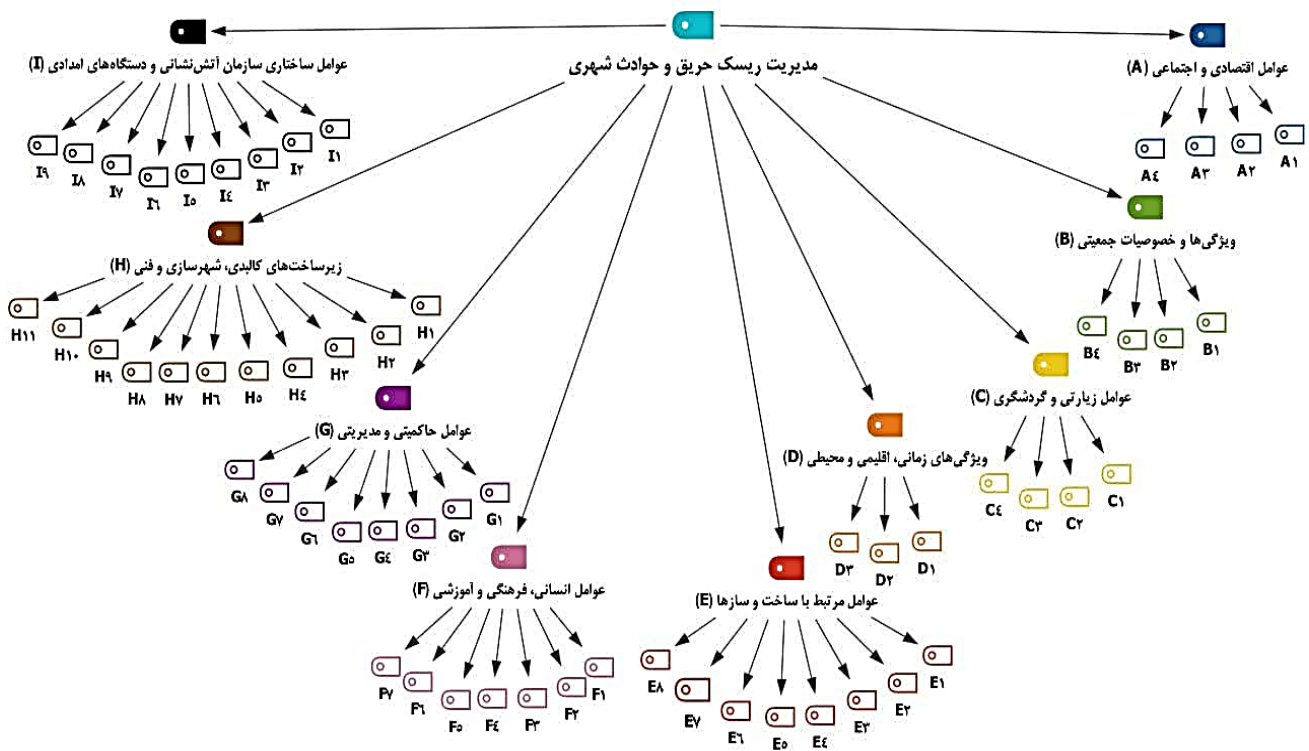 مدیریت ریسک حریق و حوادث شهری
عوامل اقتصادی و اجتماعی (A)
A۱
A۲
A۳
A٤
ویژگی‌ها و خصوصیات جمعیتی (B)
B۱
B۲
B۳
B٤
عوامل زیارتی و گردشگری (C)
C۱
C۲
C۳
C٤
ویژگی‌های زمانی، اقلیمی و محیطی (D)
D۱
D۲
D۳
عوامل مرتبط با ساخت و سازها (E)
E۱
E۲
E۳
E٤
E۵
E٦
E۷
E۸
عوامل انسانی، فرهنگی و آموزشی (F)
F۱
F۲
F۳
F٤
F۵
F٦
F۷
عوامل حاکمیتی و مدیریتی (G)
G۱
G۲
G۳
G٤
G۵
G٦
G۷
G۸
زیرساخت‌های کالبدی، شهرسازی و فنی (H)
H۱
H۲
H۳
H٤
H۵
H٦
H۷
H۸
H۹
H۱۰
H۱۱
عوامل ساختاری سازمان آتش‌نشانی و دستگاه‌های امدادی (I)
I۱
I۲
I۳
I٤
I۵
I٦
I۷
I۸
I۹